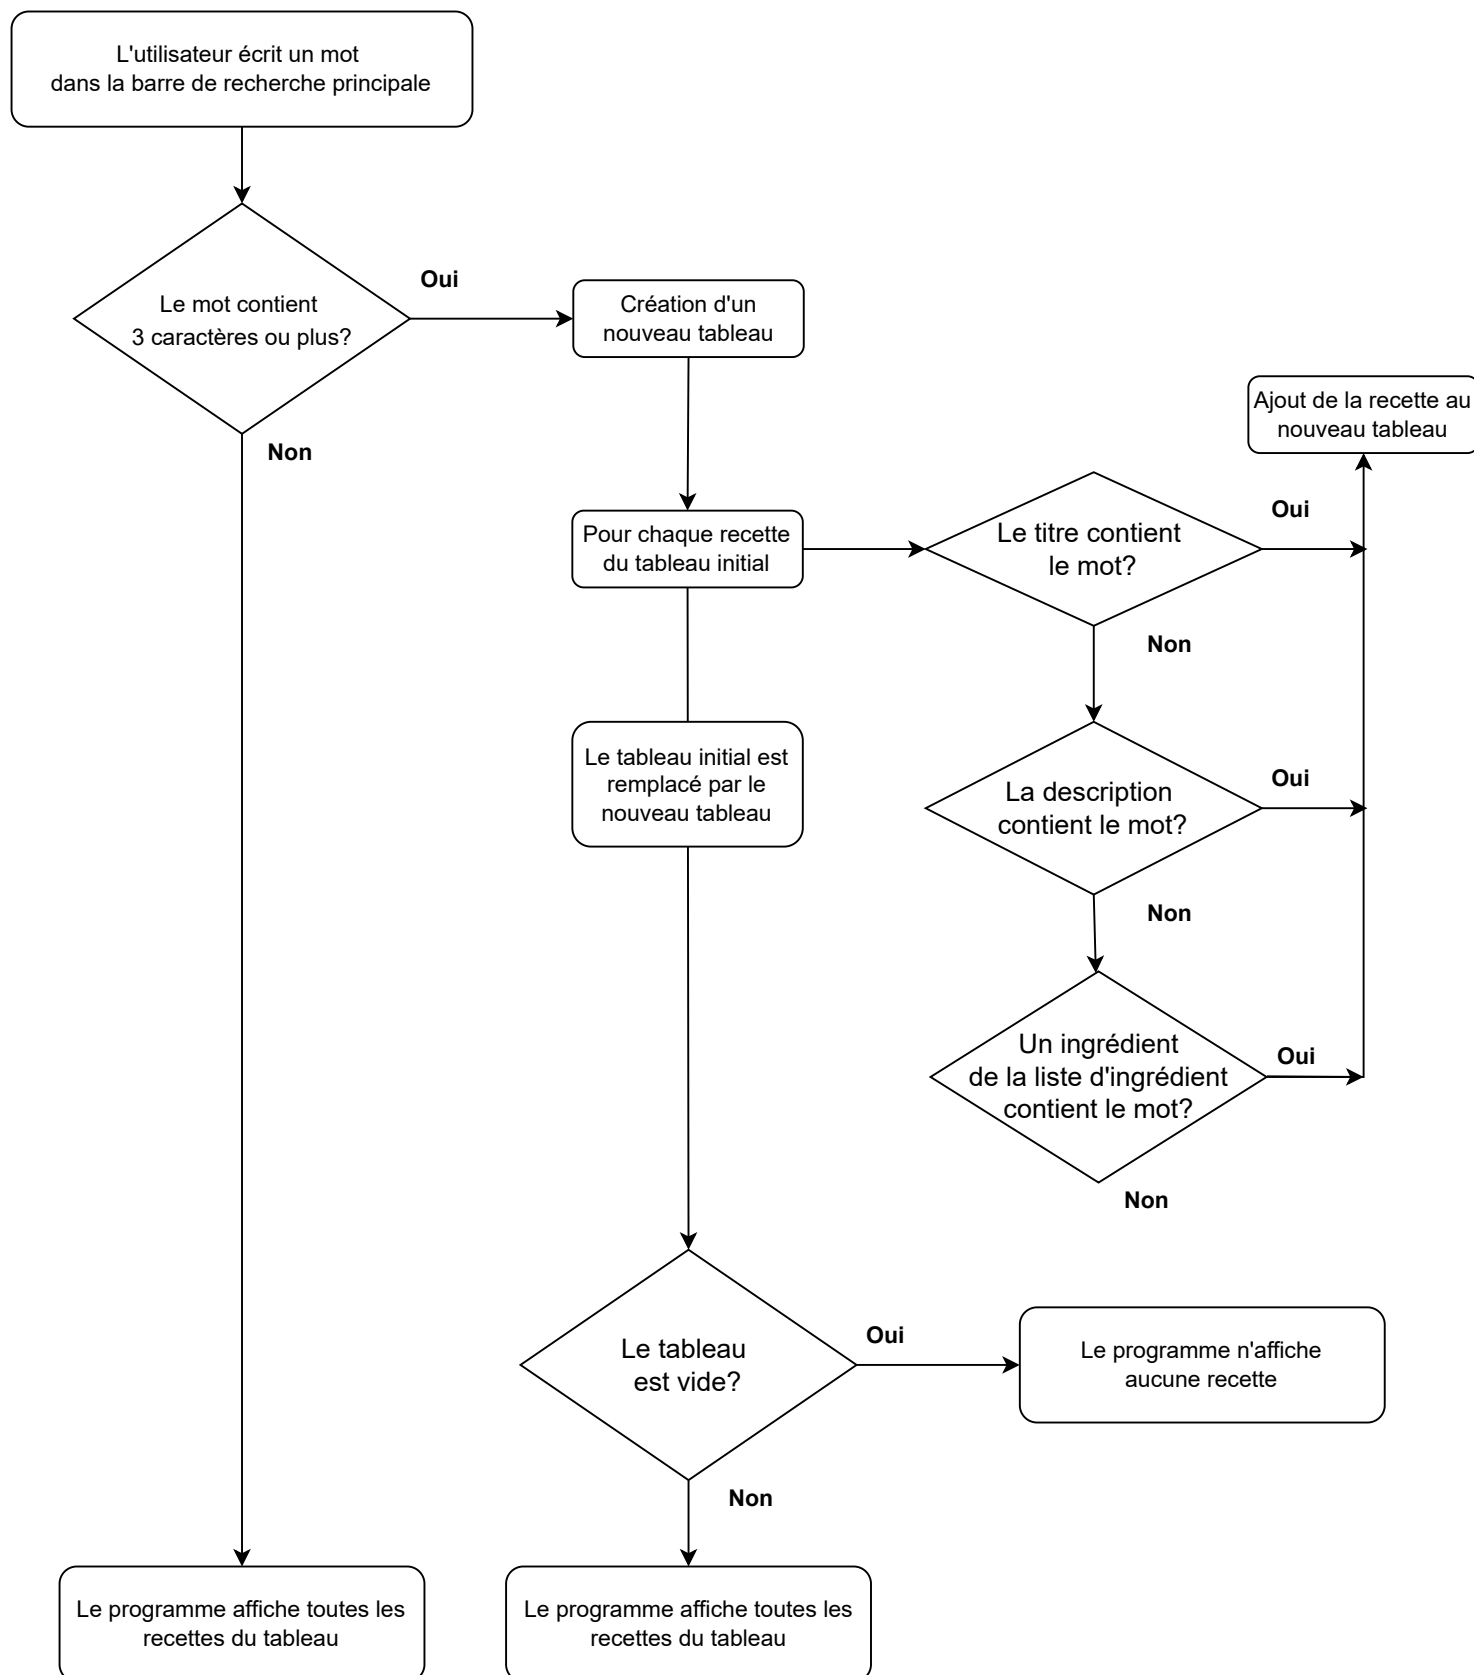 L'utilisateur écrit un mot
dans la barre de recherche principale
Le mot contient
3 caractères ou plus?
Oui
Non
Création d'un
nouveau tableau
Ajout de la recette au
nouveau tableau
Pour chaque recette
du tableau initial
Le titre contient
le mot?
Oui
Non
Le tableau initial est
remplacé par le
nouveau tableau
La description
contient le mot?
Oui
Non
Un ingrédient
de la liste d'ingrédient
contient le mot?
Oui
Non
Le tableau
est vide?
Oui
Le programme n'affiche
aucune recette
Non
Le programme affiche toutes les
recettes du tableau
Le programme affiche toutes les
recettes du tableau